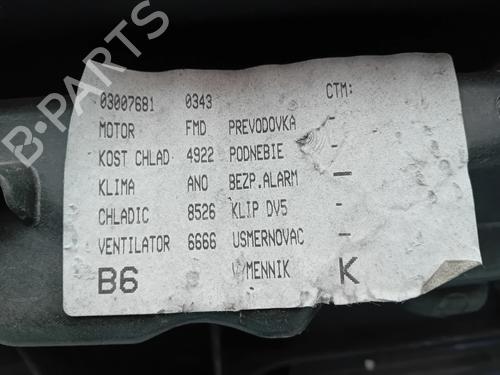 B-PARTS
03007681 0343 CTM:
MOTOR FMD PREVODOVKA
KOST CHLAD 4922 PODNEBIE -
KLIMA ANO BEZP.ALARM -
CHLADIC 8526 KLIP DV5 -
VENTILATOR 6666 USMERNOVAC -
B6 VYMENNIK K